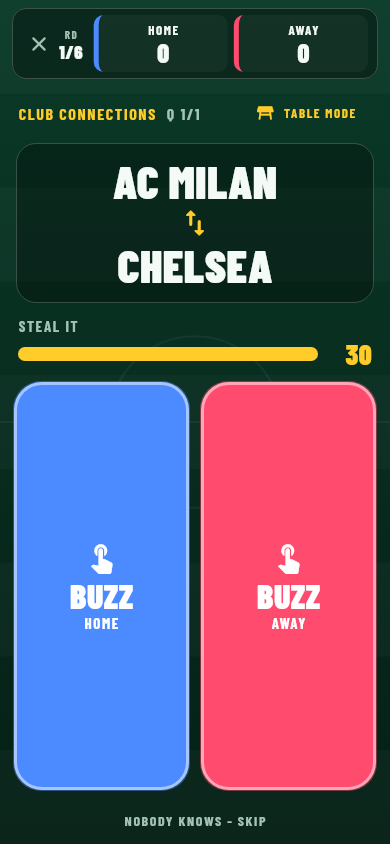 RD
1/6
HOME
0
AWAY
0
CLUB CONNECTIONS Q 1/1
TABLE MODE
AC MILAN
CHELSEA
STEAL IT
30
BUZZ
HOME
BUZZ
AWAY
NOBODY KNOWS - SKIP